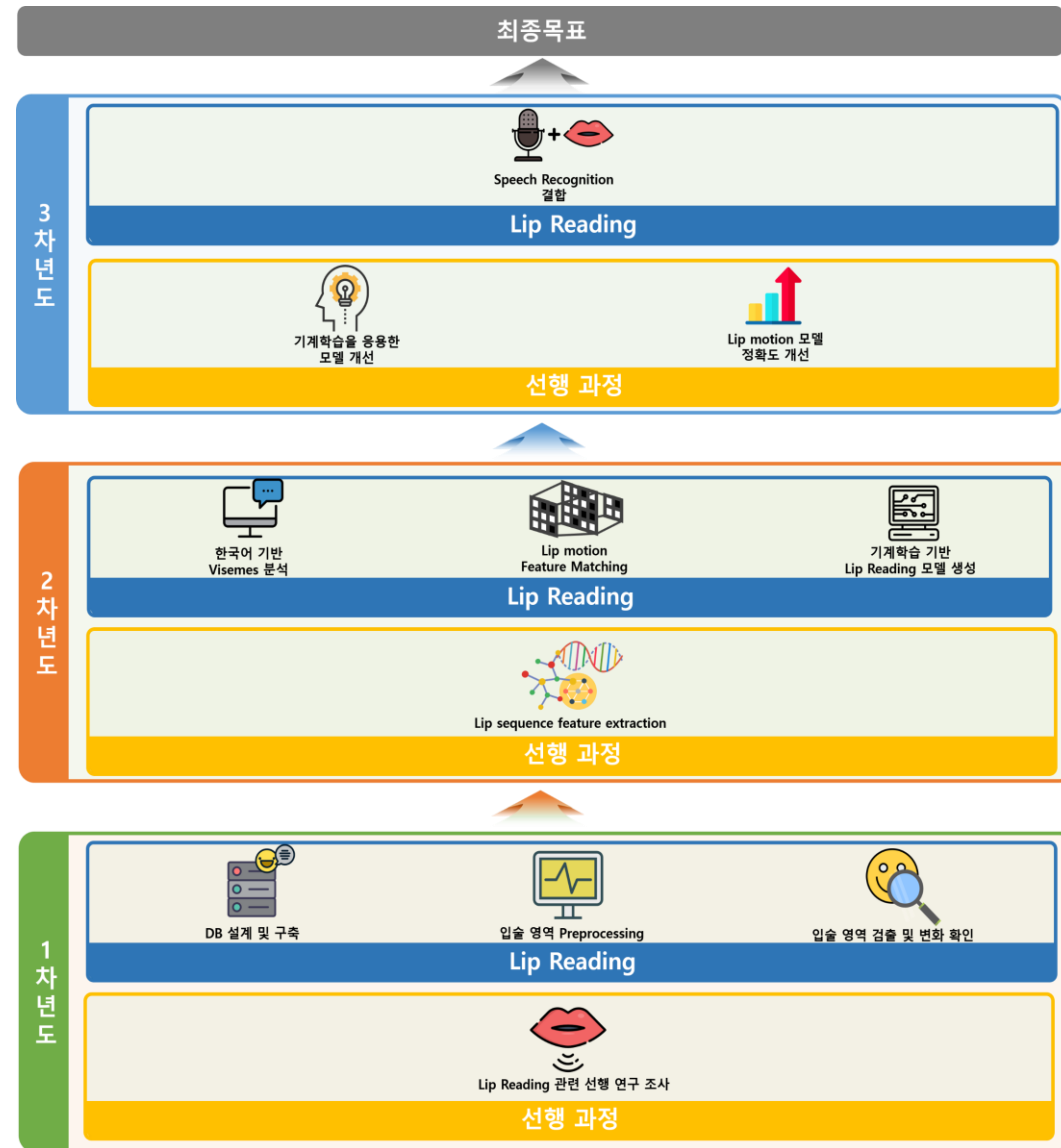 최종목표
3
차
년
도
Speech Recognition
결합
Lip Reading
기계학습을 응용한
모델 개선
Lip motion 모델
정확도 개선
선행 과정
2
차
년
도
한국어 기반
Visemes 분석
Lip motion
Feature Matching
기계학습 기반
Lip Reading 모델 생성
Lip Reading
Lip sequence feature extraction
선행 과정
1
차
년
도
DB 설계 및 구축
입술 영역 Preprocessing
입술 영역 검출 및 변화 확인
Lip Reading
Lip Reading 관련 선행 연구 조사
선행 과정